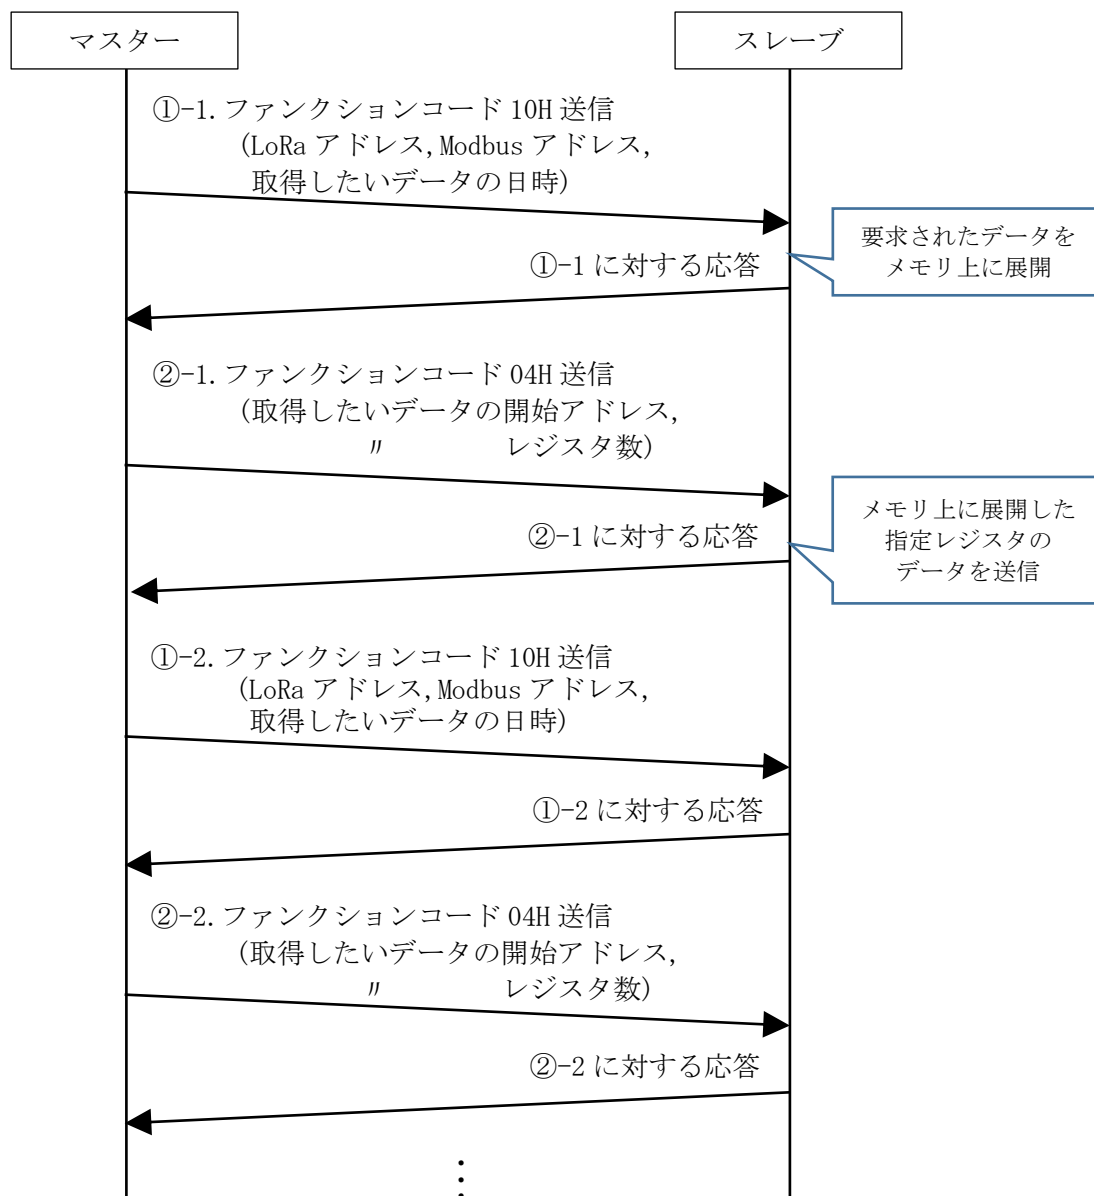 マスター
スレーブ
①-1.ファンクションコード 10H 送信
(LoRa アドレス,Modbus アドレス,
取得したいデータの日時)
要求されたデータを
メモリ上に展開
①-1 に対する応答
②-1.ファンクションコード 04H 送信
(取得したいデータの開始アドレス,
〃 レジスタ数)
メモリ上に展開した
指定レジスタの
データを送信
②-1 に対する応答
①-2.ファンクションコード 10H 送信
(LoRa アドレス,Modbus アドレス,
取得したいデータの日時)
①-2 に対する応答
②-2.ファンクションコード 04H 送信
(取得したいデータの開始アドレス,
〃 レジスタ数)
②-2 に対する応答